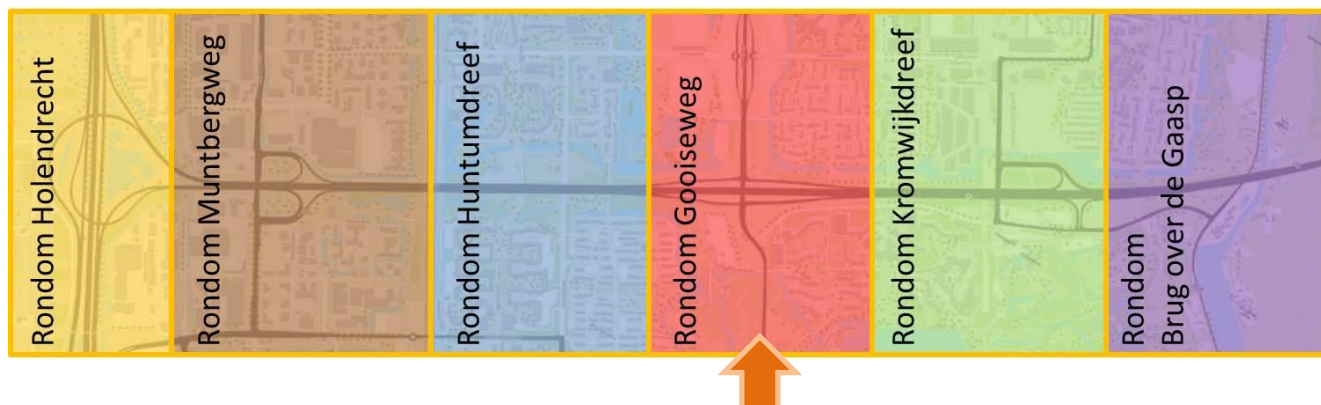 Rondom Holendrecht
Rondom Muntbergweg
Rondom Huntumdreef
Rondom Gooiseweg
Rondom Kromwijkdreef
Rondom
Brug over de Gaasp